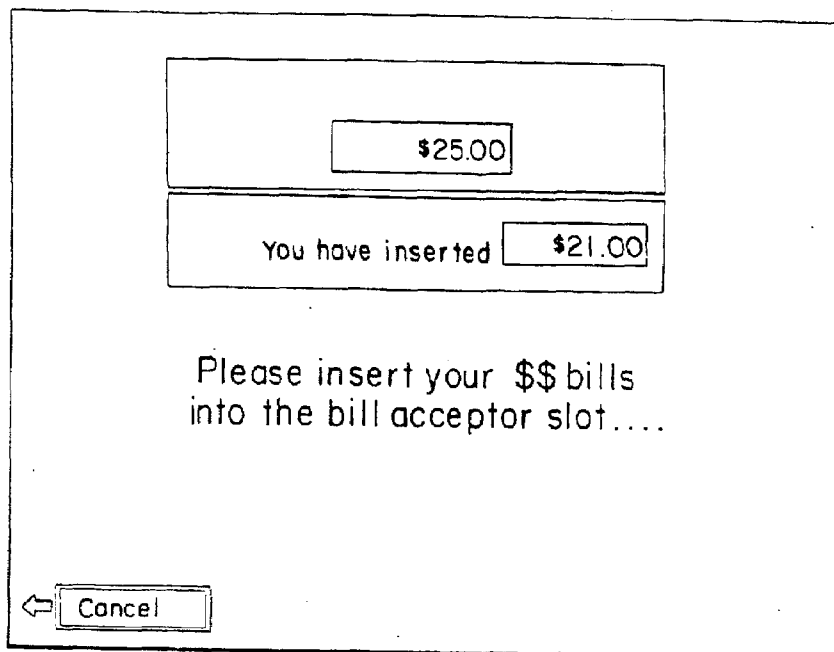 $25.00
You have inserted $21.00
Please insert your $$ bills
into the bill acceptor slot....
Cancel